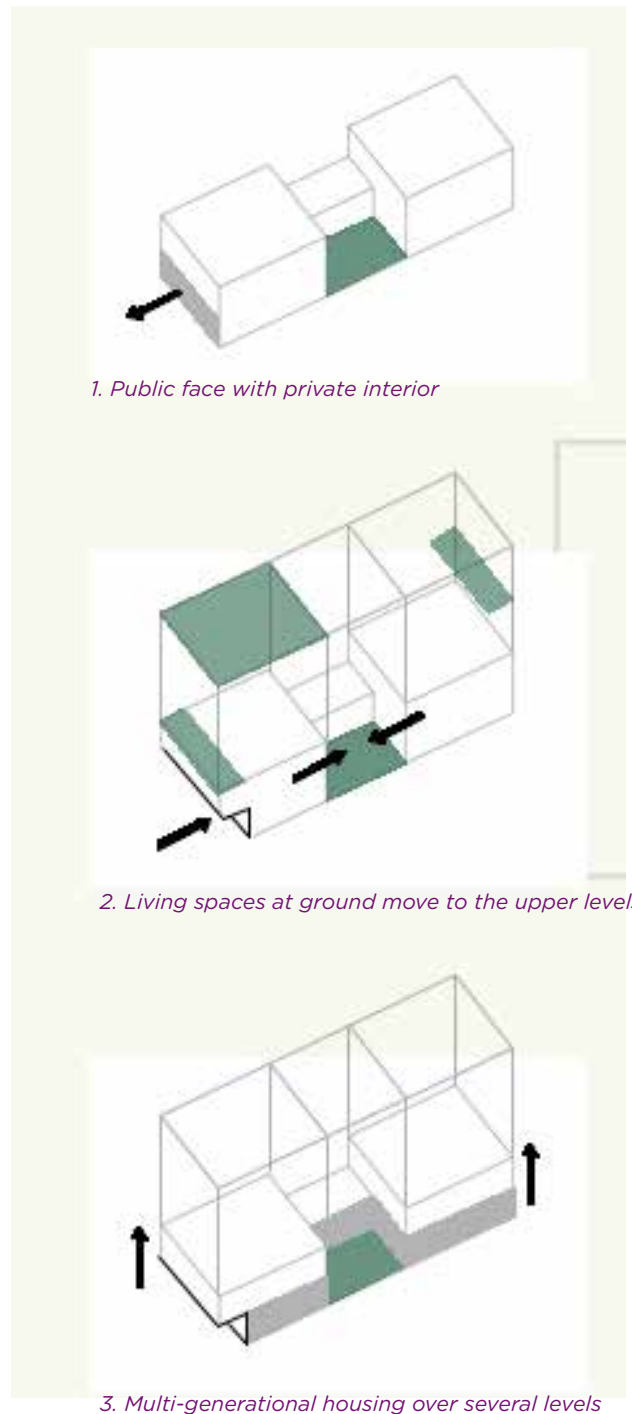 1. Public face with private interior
2. Living spaces at ground move to the upper levels
3. Multi-generational housing over several levels